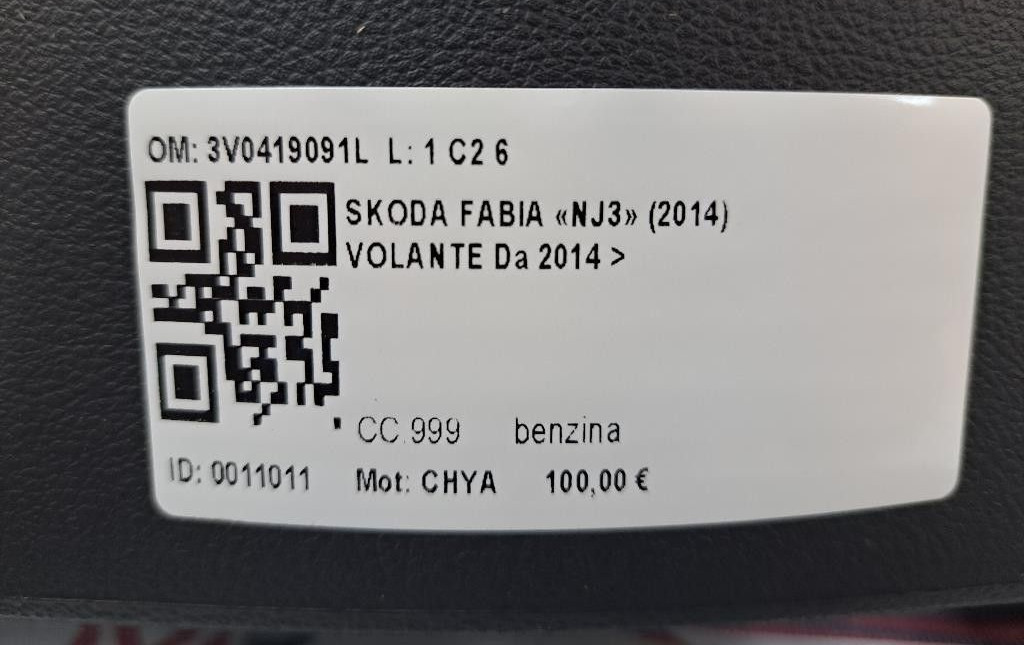 OM: 3V0419091L L: 1 C2 6
SKODA FABIA «NJ3» (2014)
VOLANTE Da 2014 >
CC.999 benzina
ID: 0011011 Mot: CHYA 100,00 €